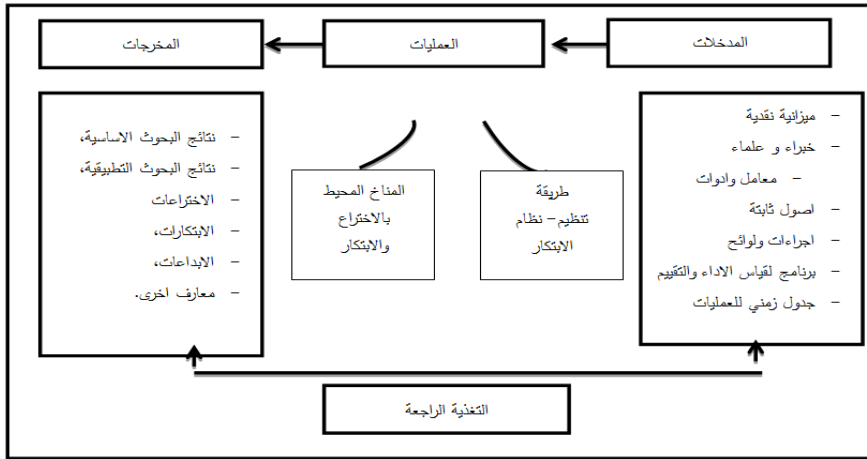 المدخلات
العمليات
المخرجات
– ميزانية نقدية
– خبراء و علماء
– معامل وادوات
– اصول ثابتة
– اجراءات ولوائح
– برنامج لقياس الاداء والتقييم
– جدول زمني للعمليات
طريقة
تنظيم– نظام
الابتكار
المناخ المحيط
بالاختراع
والابتكار
– نتائج البحوث الاساسية،
– نتائج البحوث التطبيقية،
– الاختراعات
– الابتكارات،
– الابداعات،
– معارف اخرى.
التغذية الراجعة